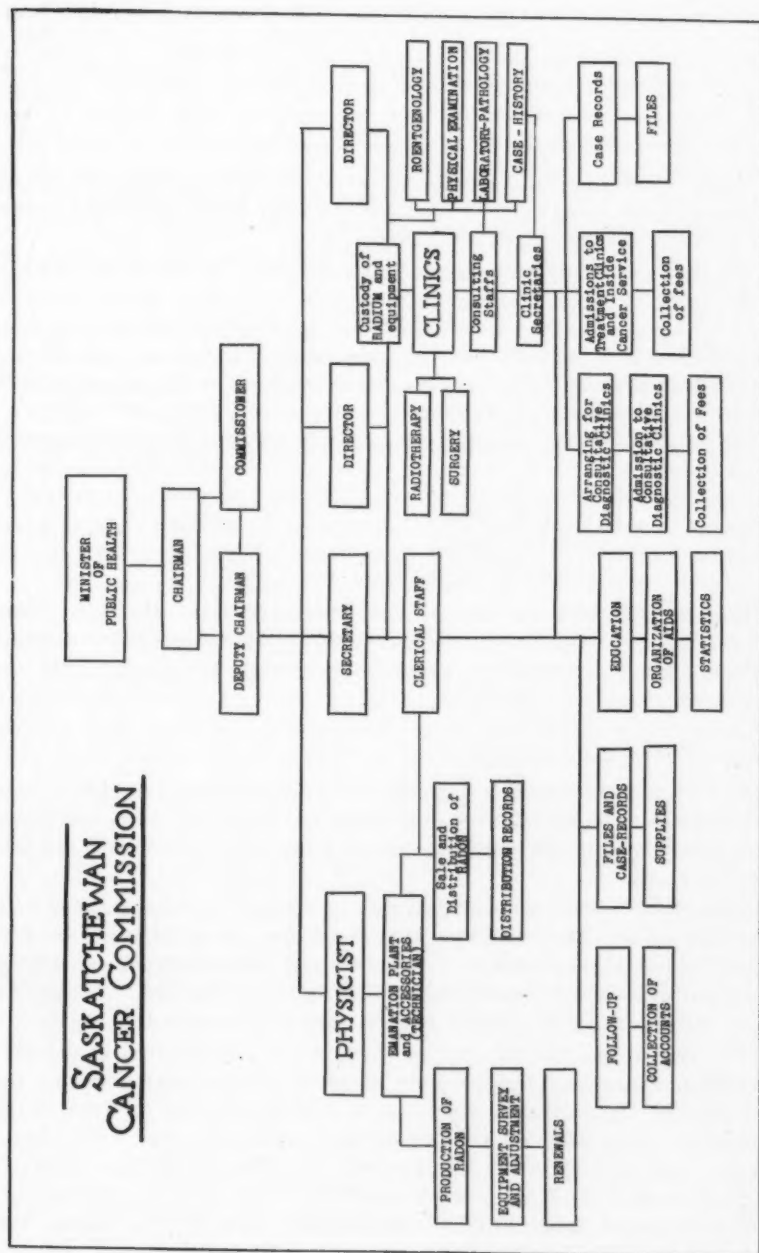 SASKATCHEWAN
CANCER COMMISSION
MINISTER
OF
PUBLIC HEALTH
CHAIRMAN
DEPUTY CHAIRMAN
COMMISSIONER
PHYSICIST
SECRETARY
DIRECTOR
DIRECTOR
EMANATION PLANT
and ACCESSORIES
(TECHNICIAN)
CLERICAL STAFF
Custody of
RADIUM and
equipment
PRODUCTION OF
RADON
EQUIPMENT SURVEY
AND ADJUSTMENT
RENEWALS
Sale and
Distribution of
RADON
DISTRIBUTION RECORDS
RADIOTHERAPY
SURGERY
CLINICS
Consulting
Staffs
Clinic
Secretaries
ROENTGENOLOGY
PHYSICAL EXAMINATION
LABORATORY-PATHOLOGY
CASE - HISTORY
FOLLOW-UP
COLLECTION OF
ACCOUNTS
FILES AND
CASE-RECORDS
SUPPLIES
EDUCATION
ORGANIZATION
OF AIDS
STATISTICS
Arranging for
Consultative
Diagnostic Clinics
Admission to
Consultative
Diagnostic Clinics
Collection of Fees
Admissions to
Treatment Clinics
and Inside
Cancer Service
Collection
of fees
Case Records
FILES